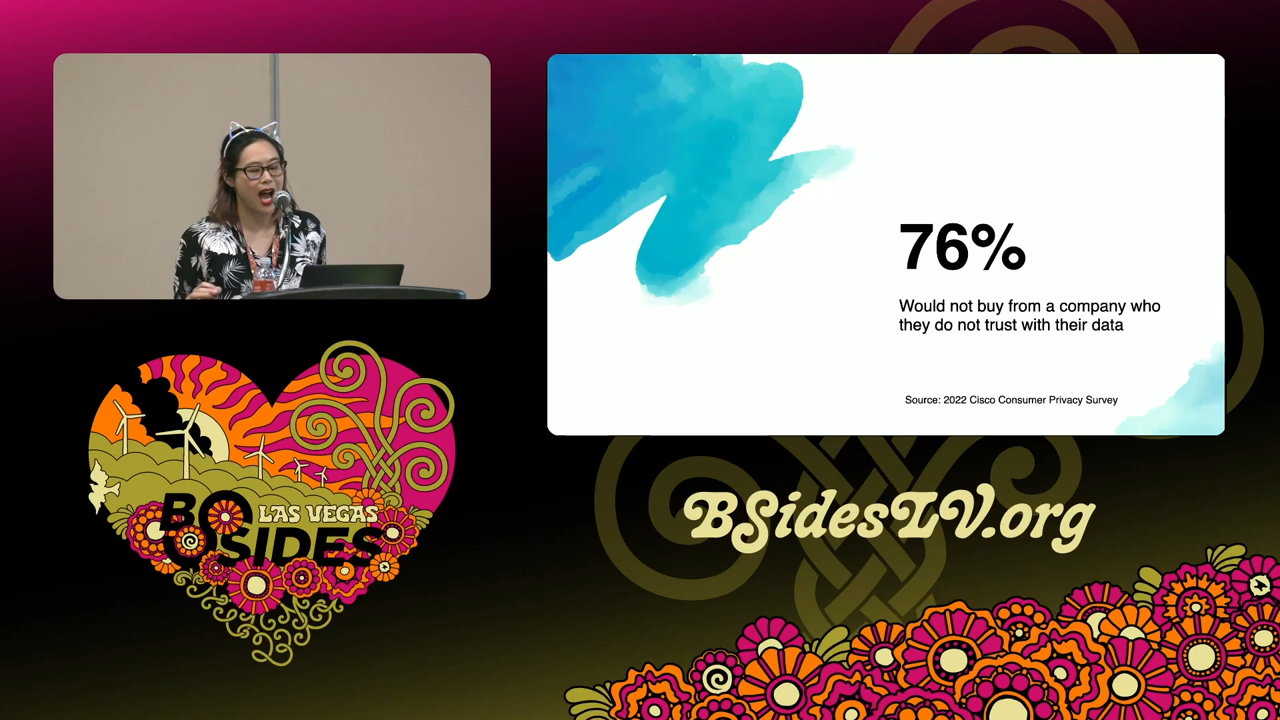 76%
Would not buy from a company who
they do not trust with their data
Source: 2022 Cisco Consumer Privacy Survey
LAS VEGAS
BSIDES
BSidesLV.org
23